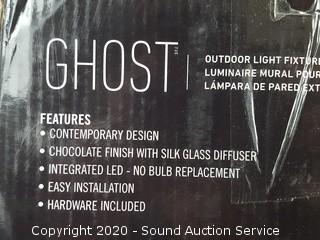 GHOST
OUTDOOR LIGHT FIXTURE
LUMINAIRE MURAL POUR
LÁMPARA DE PARED EXT
FEATURES
• CONTEMPORARY DESIGN
• CHOCOLATE FINISH WITH SILK GLASS DIFFUSER
• INTEGRATED LED - NO BULB REPLACEMENT
• EASY INSTALLATION
• HARDWARE INCLUDED
Copyright 2020 - Sound Auction Service